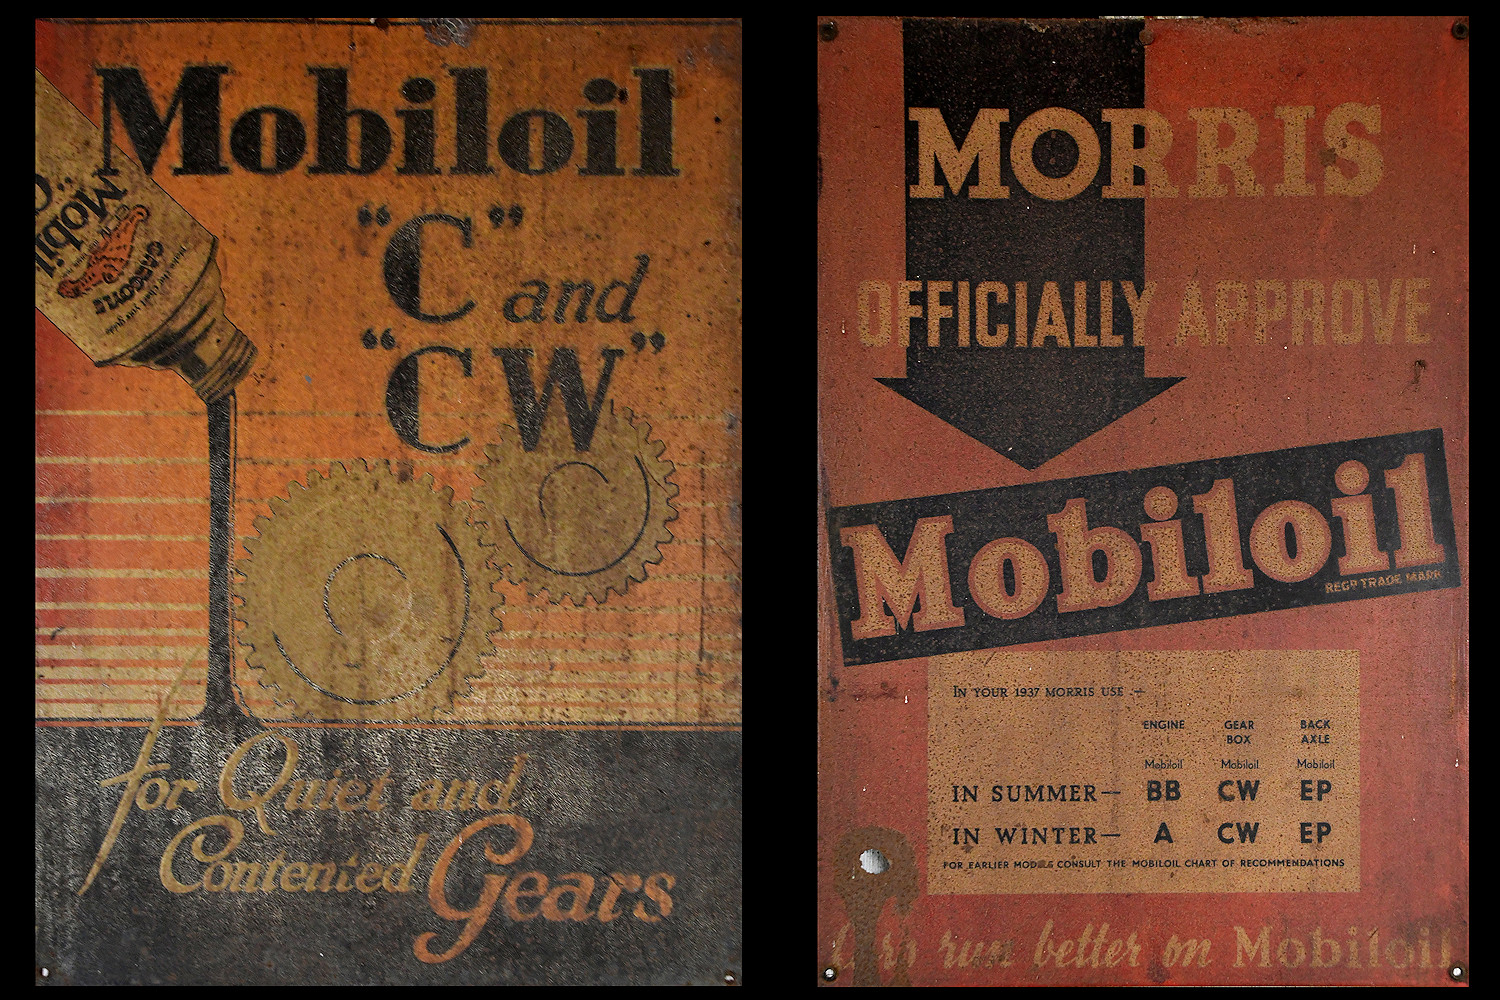 Mobiloil
"C" and
"CW"
Mobil
GARGOYLE
for Quiet and
Contented Gears
MORRIS
OFFICIALLY APPROVE
Mobiloil
REGD TRADE MARK
IN YOUR 1937 MORRIS USE :—
ENGINE GEAR BOX BACK AXLE
Mobiloil Mobiloil Mobiloil
IN SUMMER— BB CW EP
IN WINTER— A CW EP
FOR EARLIER MODELS CONSULT THE MOBILOIL CHART OF RECOMMENDATIONS
run better on Mobiloil